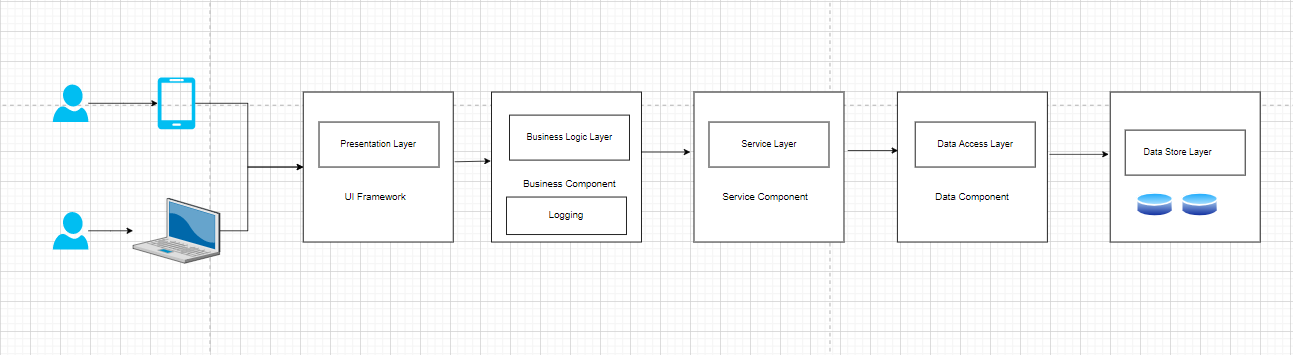 Presentation Layer
UI Framework
Business Logic Layer
Business Component
Logging
Service Layer
Service Component
Data Access Layer
Data Component
Data Store Layer